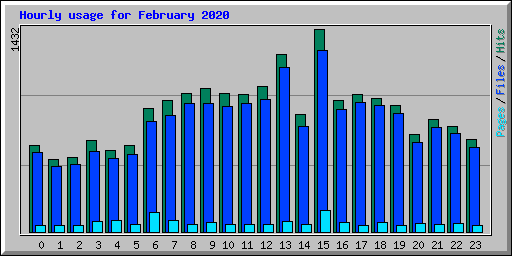 Hourly usage for February 2020
1432
Pages/Files/Hits
0 1 2 3 4 5 6 7 8 9 10 11 12 13 14 15 16 17 18 19 20 21 22 23